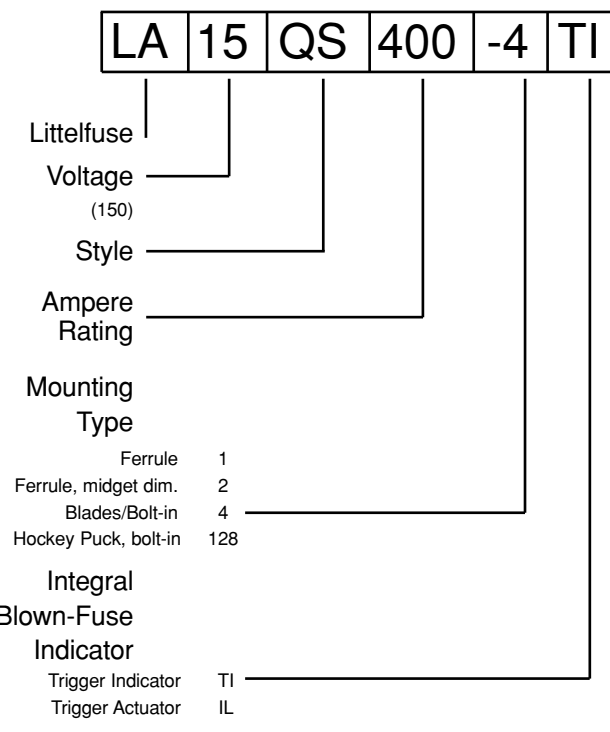 LA 15 QS 400 -4 TI
Littelfuse
Voltage
(150)
Style
Ampere
Rating
Mounting
Type
Ferrule 1
Ferrule, midget dim. 2
Blades/Bolt-in 4
Hockey Puck, bolt-in 128
Integral
Blown-Fuse
Indicator
Trigger Indicator TI
Trigger Actuator IL